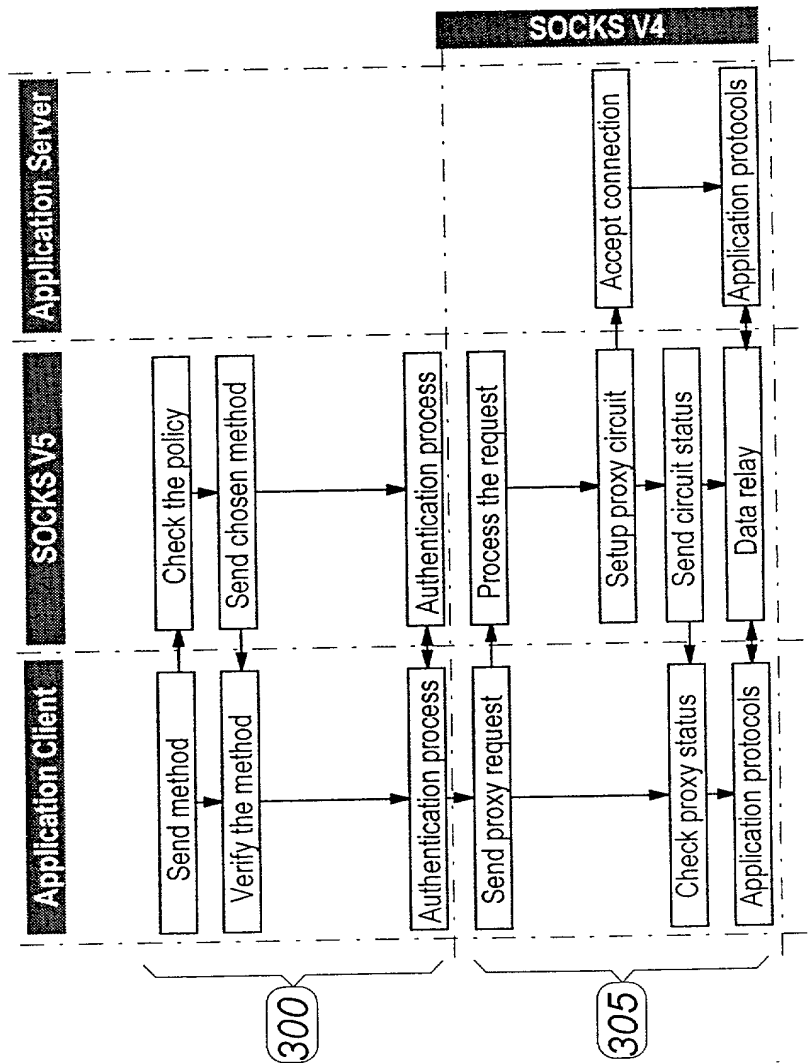 Application Client
SOCKS V5
Application Server
Send method
Check the policy
Verify the method
Send chosen method
Authentication process
Authentication process
300
SOCKS V4
Send proxy request
Process the request
Setup proxy circuit
Accept connection
Check proxy status
Send circuit status
Application protocols
Data relay
Application protocols
305